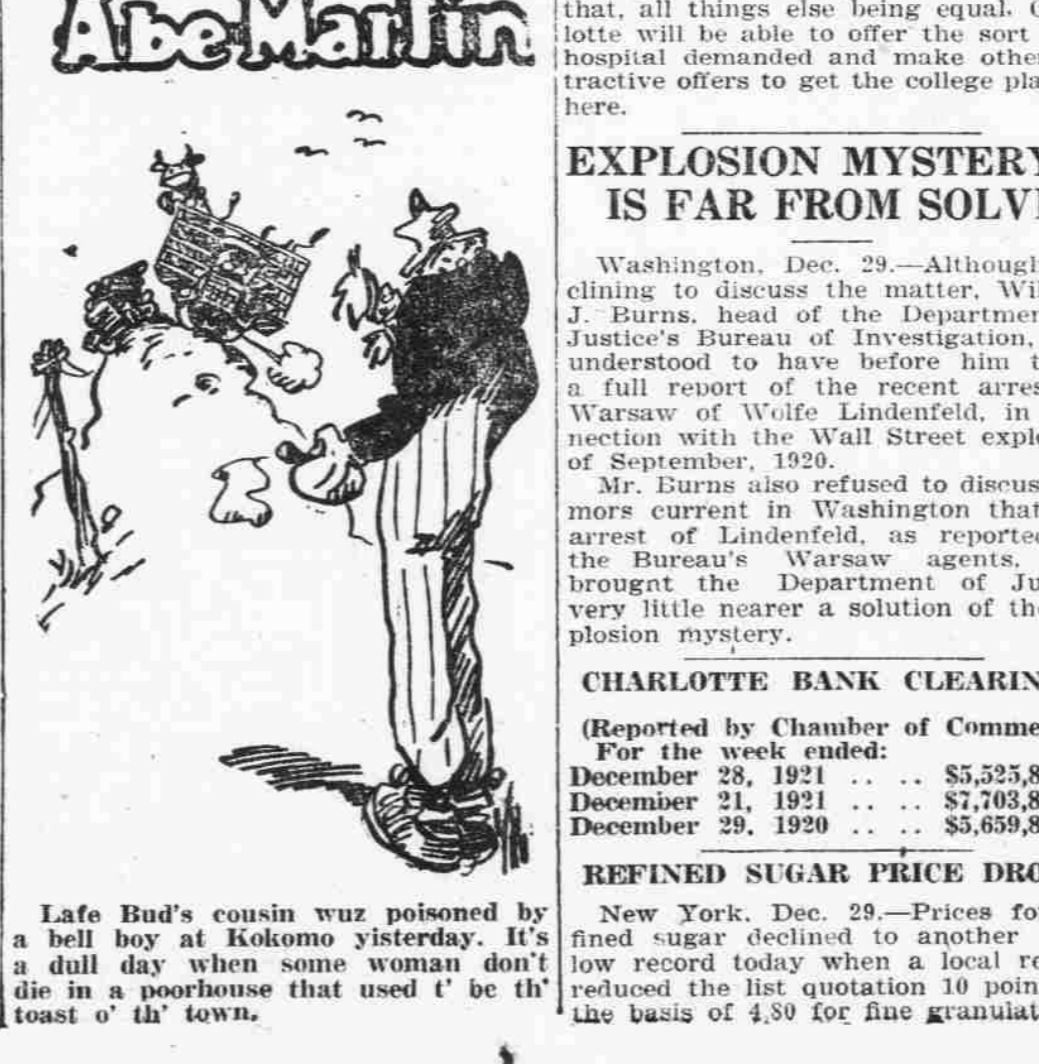 Abe Martin
Lafe Bud's cousin wuz poisoned by
a bell boy at Kokomo yisterday. It's
a dull day when some woman don't
die in a poorhouse that used t' be th'
toast o' th' town.
that, all things else being equal.
lotte will be able to offer the sort
hospital demanded and make other
tractive offers to get the college pla
here.
EXPLOSION MYSTERY
IS FAR FROM SOLV
Washington, Dec. 29.—Although
clining to discuss the matter, Wil
J. Burns, head of the Departmen
Justice's Bureau of Investigation,
understood to have before him t
a full report of the recent arres
Warsaw of Wolfe Lindenfeld, in
nection with the Wall Street expl
of September, 1920.
Mr. Burns also refused to discus
mors current in Washington that
arrest of Lindenfeld, as reported
the Bureau's Warsaw agents,
brougnt the Department of Ju
very little nearer a solution of the
plosion mystery.
CHARLOTTE BANK CLEARIN
(Reported by Chamber of Comme
For the week ended:
December 28, 1921 .. .. $5,525,8
December 21, 1921 .. .. $7,703,8
December 29, 1920 .. .. $5,659,8
REFINED SUGAR PRICE DRO
New York, Dec. 29.—Prices fo
fined sugar declined to another
low record today when a local re
reduced the list quotation 10 poin
the basis of 4.80 for fine granulat